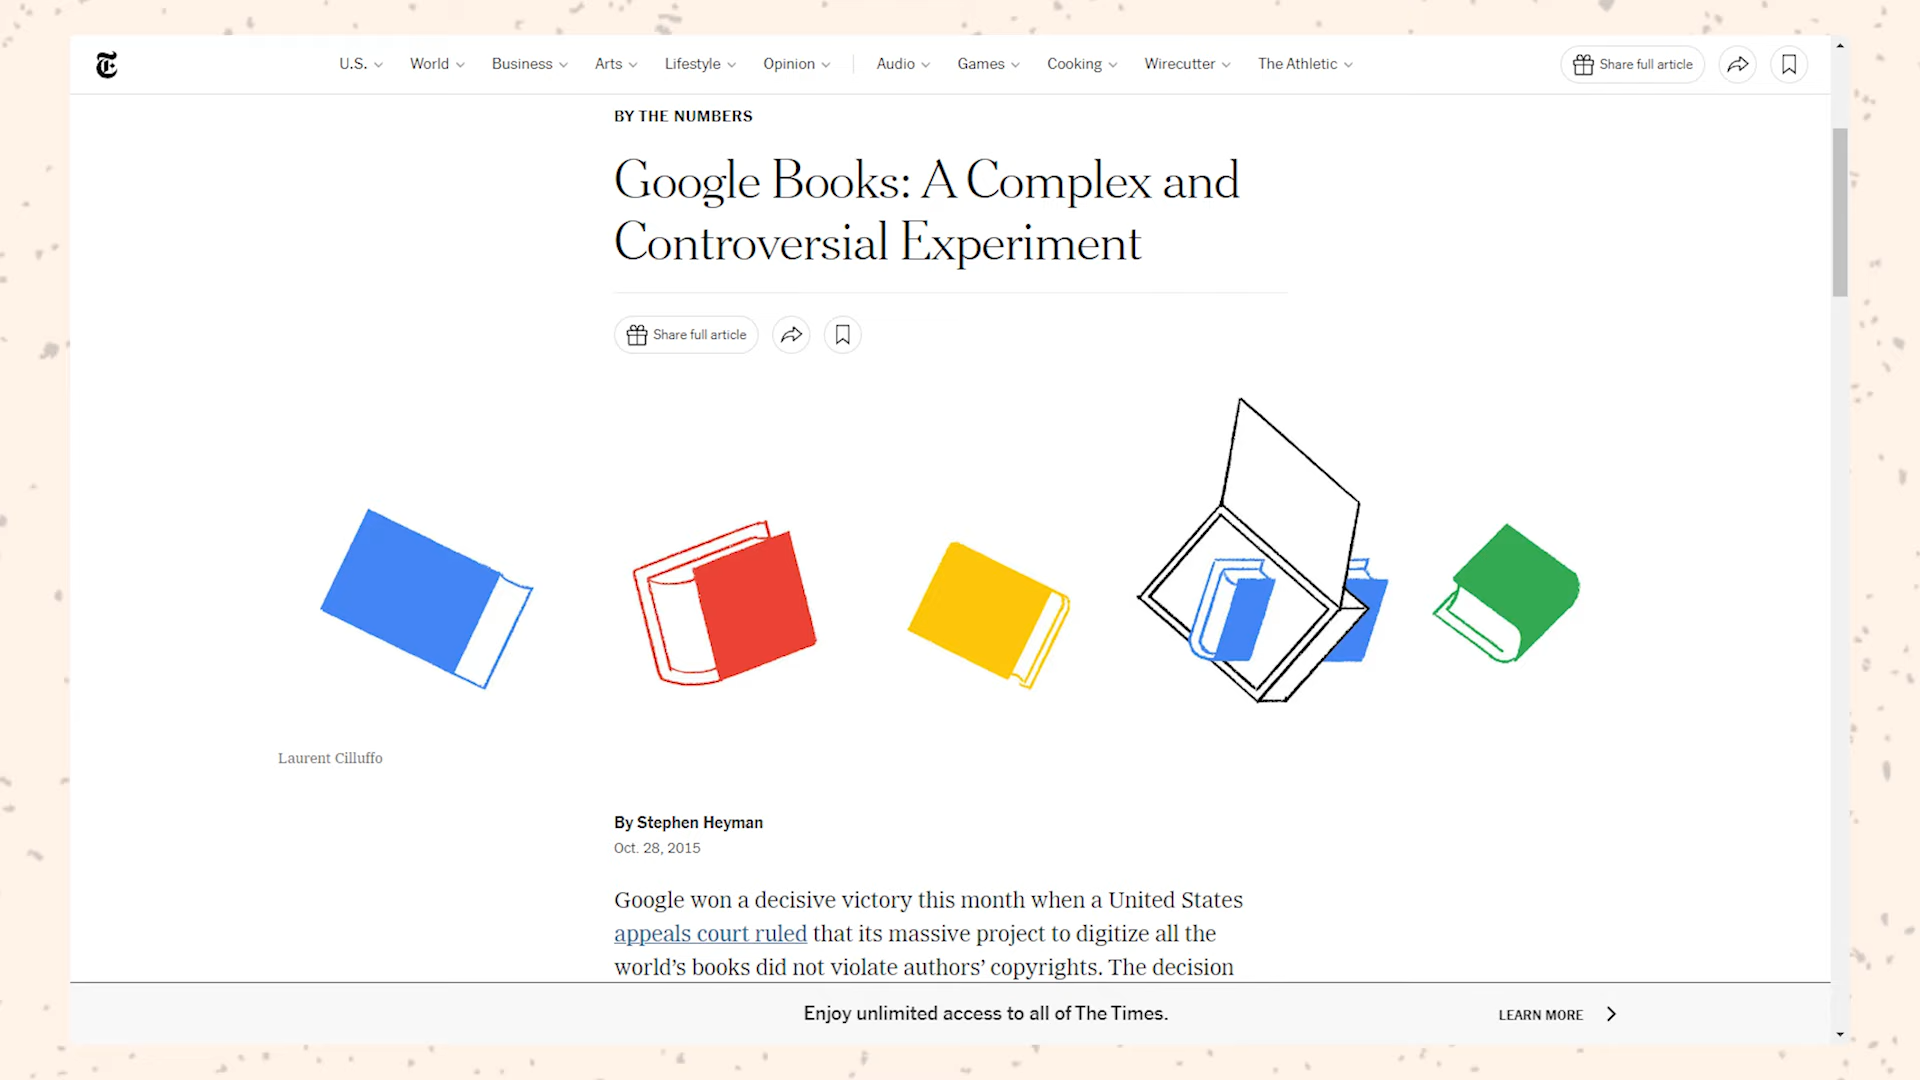 U.S. World Business Arts Lifestyle Opinion Audio Games Cooking Wirecutter The Athletic Share full article
BY THE NUMBERS
Google Books: A Complex and
Controversial Experiment
Share full article
Laurent Cilluffo
By Stephen Heyman
Oct. 28, 2015
Google won a decisive victory this month when a United States
appeals court ruled that its massive project to digitize all the
world’s books did not violate authors’ copyrights. The decision
Enjoy unlimited access to all of The Times. LEARN MORE